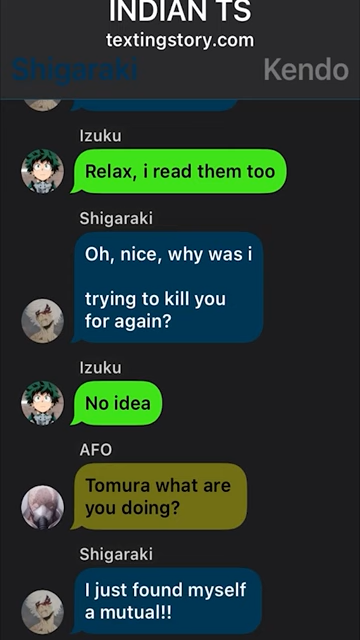 INDIAN TS
textingstory.com
Shigaraki Kendo
Izuku
Relax, i read them too
Shigaraki
Oh, nice, why was i
trying to kill you
for again?
Izuku
No idea
AFO
Tomura what are
you doing?
Shigaraki
I just found myself
a mutual!!